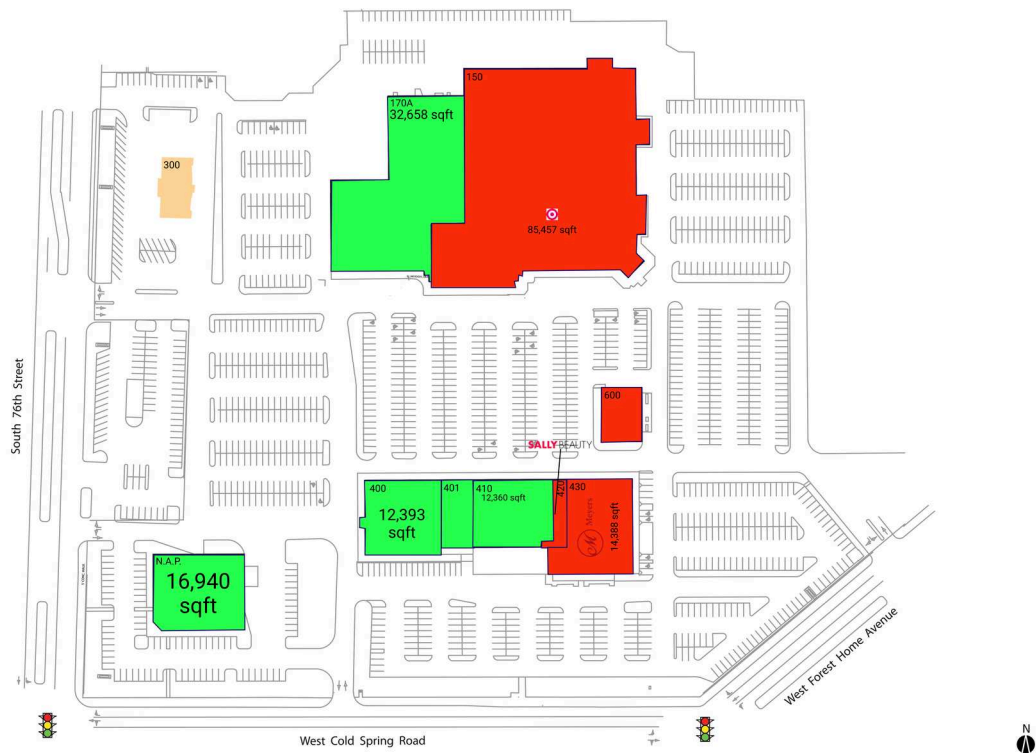 150
170A
32,658 sqft
300
85,457 sqft
South 76th Street
600
SALLY BEAUTY
400
401
410
12,360 sqft
420
430
12,393
sqft
M Meyers
14,388 sqft
N.A.P.
16,940
sqft
West Forest Home Avenue
West Cold Spring Road
N